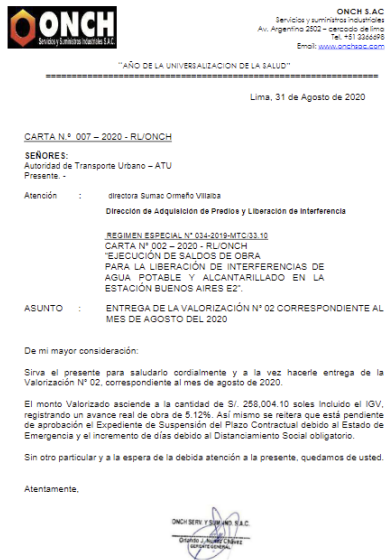 ONCH
Servicios y Suministros Industriales S.A.C.
ONCH S.AC
Servicios y suministros industriales
Av. Argentina 2502 – cercado de lima
Tel. +51 3366698
Email: www.onchsac.com
"AÑO DE LA UNIVERSALIZACION DE LA SALUD"
Lima, 31 de Agosto de 2020
CARTA N.º 007 – 2020 - RL/ONCH
SEÑORES:
Autoridad de Transporte Urbano – ATU
Presente. -
Atención : directora Sumac Ormeño Villalba
Dirección de Adquisición de Predios y Liberación de Interferencia
REGIMEN ESPECIAL N° 034-2019-MTC/33.10
CARTA N° 002 – 2020 - RL/ONCH
"EJECUCIÓN DE SALDOS DE OBRA
PARA LA LIBERACIÓN DE INTERFERENCIAS DE
AGUA POTABLE Y ALCANTARILLADO EN LA
ESTACIÓN BUENOS AIRES E2".
ASUNTO : ENTREGA DE LA VALORIZACIÓN N° 02 CORRESPONDIENTE AL
MES DE AGOSTO DEL 2020
De mi mayor consideración:
Sirva el presente para saludarlo cordialmente y a la vez hacerle entrega de la
Valorización N° 02, correspondiente al mes de agosto de 2020.
El monto Valorizado asciende a la cantidad de S/. 258,004.10 soles Incluido el IGV,
registrando un avance real de obra de 5.12%. Así mismo se reitera que está pendiente
de aprobación el Expediente de Suspensión del Plazo Contractual debido al Estado de
Emergencia y el incremento de días debido al Distanciamiento Social obligatorio.
Sin otro particular y a la espera de la debida atención a la presente, quedamos de usted.
Atentamente,
ONCH SERV. Y SUM. IND. S.A.C.
Orlando J. Nuñez Chávez
GERENTE GENERAL